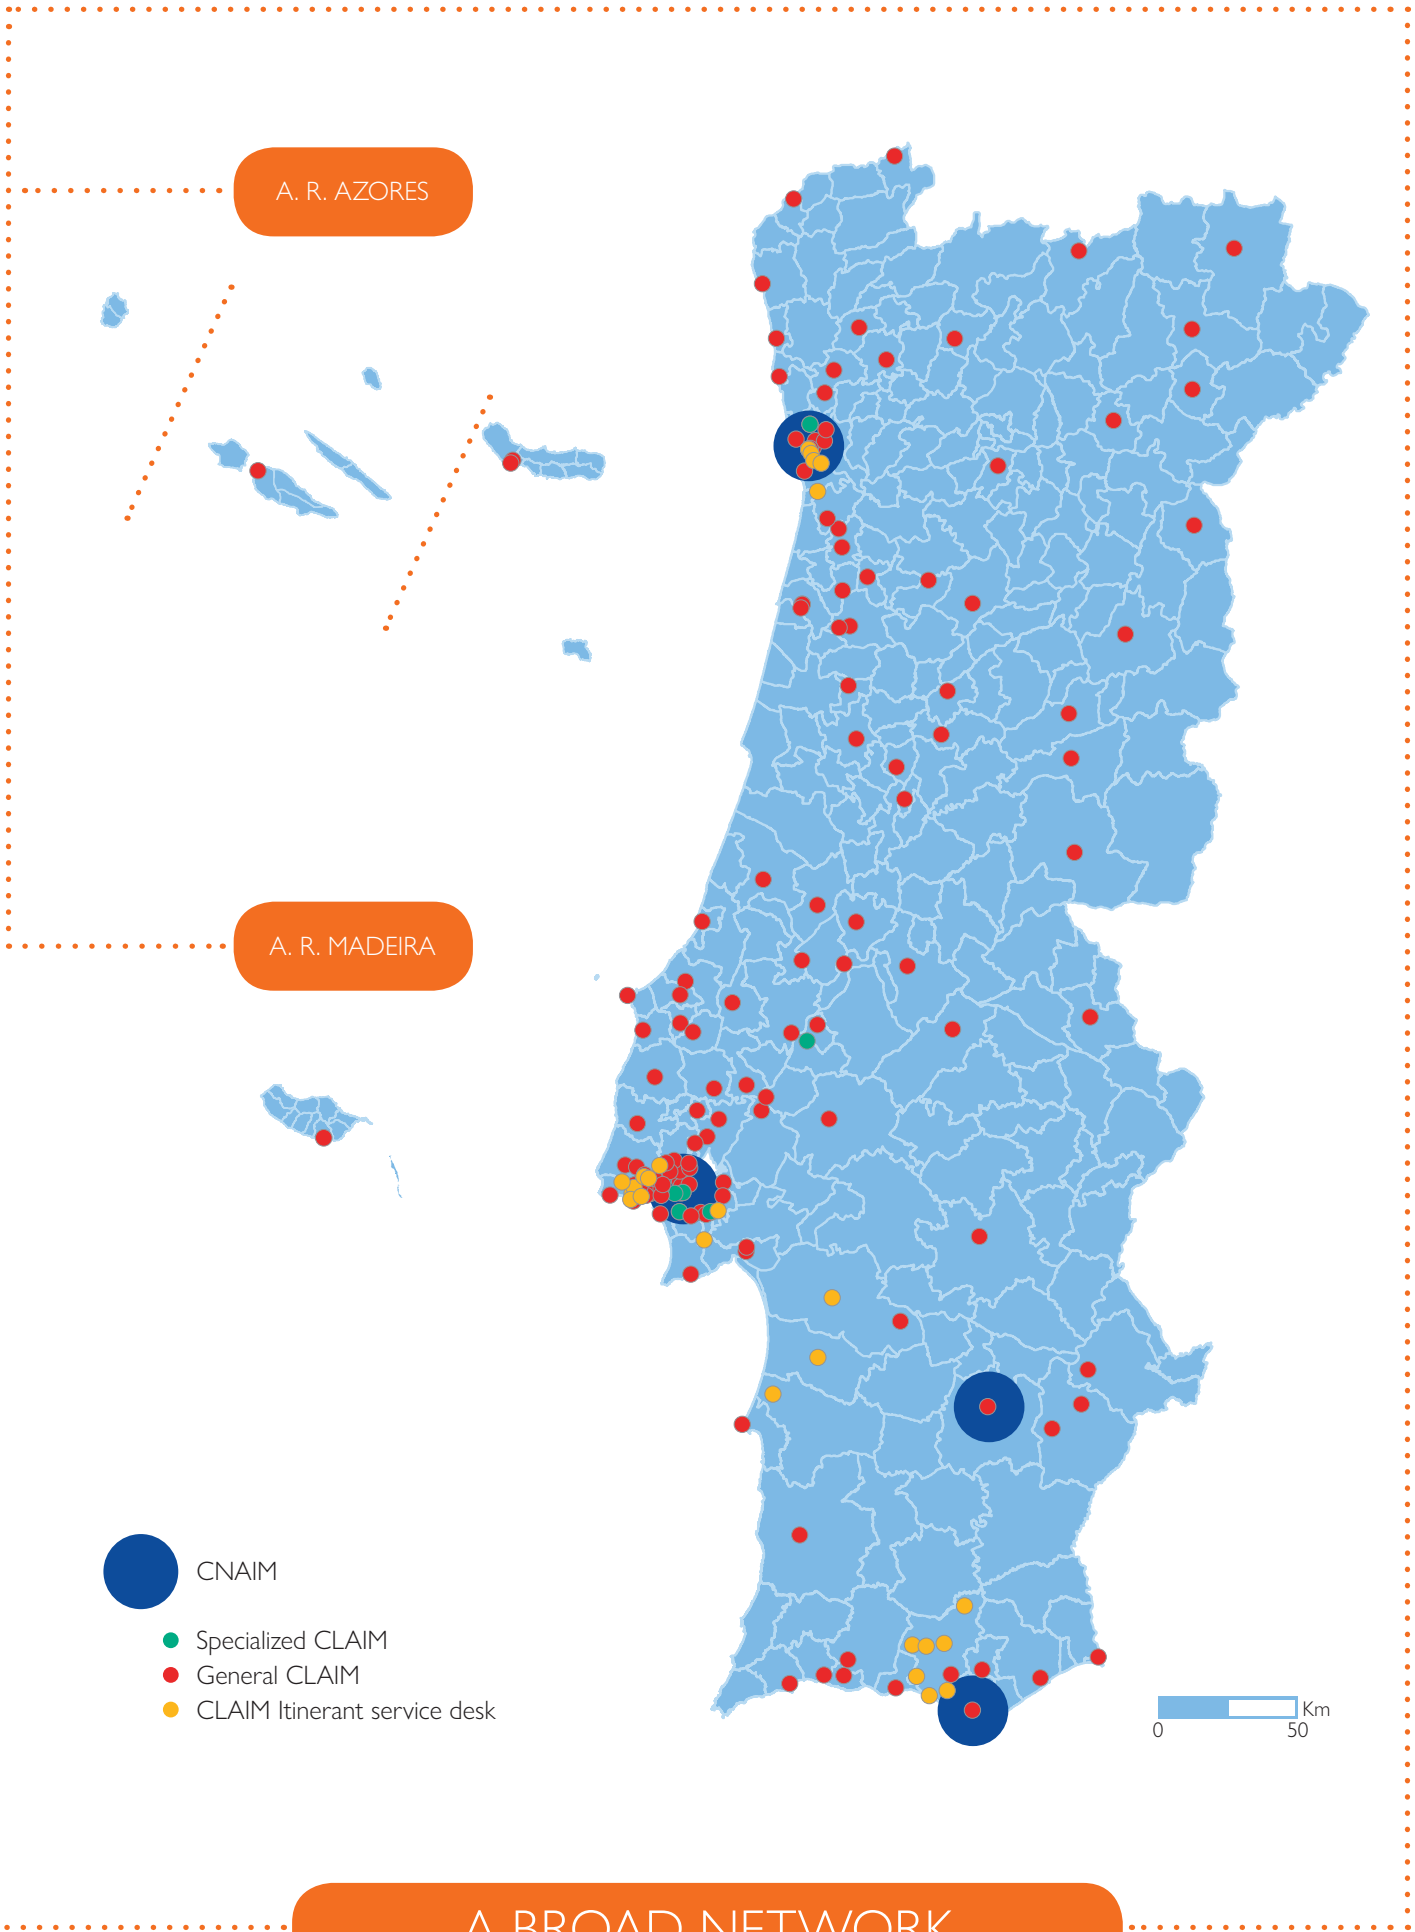 A. R. AZORES
A. R. MADEIRA
CNAIM
Specialized CLAIM
General CLAIM
CLAIM Itinerant service desk
Km
0 50
A BROAD NETWORK